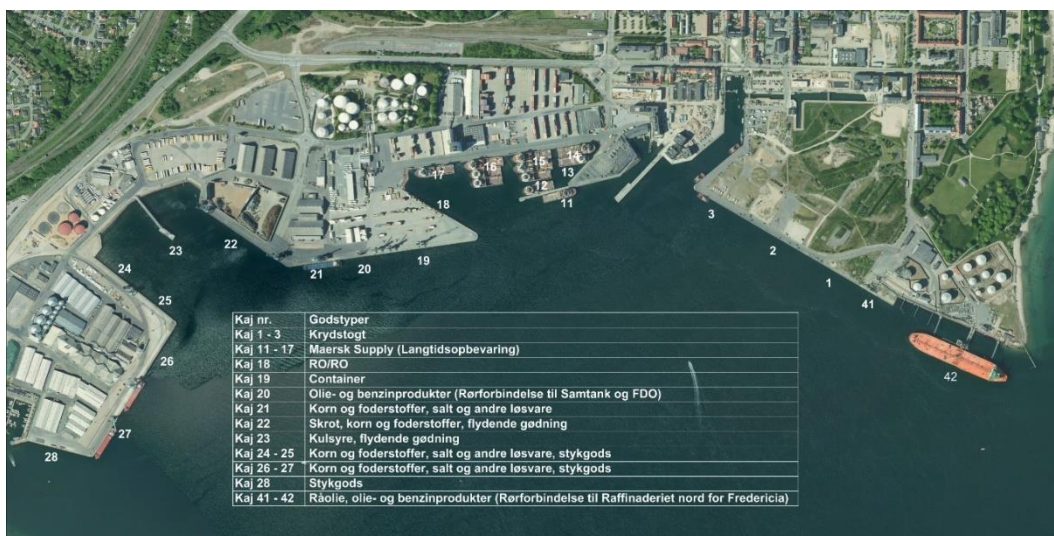 17
16
15
14
13
12
11
18
3
23
22
2
24
21
20
19
1
25
41
Kaj nr. Godstyper
Kaj 1 - 3 Krydstogt
Kaj 11 - 17 Maersk Supply (Langtidsopbevaring)
Kaj 18 RO/RO
Kaj 19 Container
Kaj 20 Olie- og benzinprodukter (Rørforbindelse til Samtank og FDO)
Kaj 21 Korn og foderstoffer, salt og andre løsvare
Kaj 22 Skrot, korn og foderstoffer, flydende gødning
Kaj 23 Kulsyre, flydende gødning
Kaj 24 - 25 Korn og foderstoffer, salt og andre løsvare, stykgods
Kaj 26 - 27 Korn og foderstoffer, salt og andre løsvare, stykgods
Kaj 28 Stykgods
Kaj 41 - 42 Råolie, olie- og benzinprodukter (Rørforbindelse til Raffinaderiet nord for Fredericia)
26
42
27
28